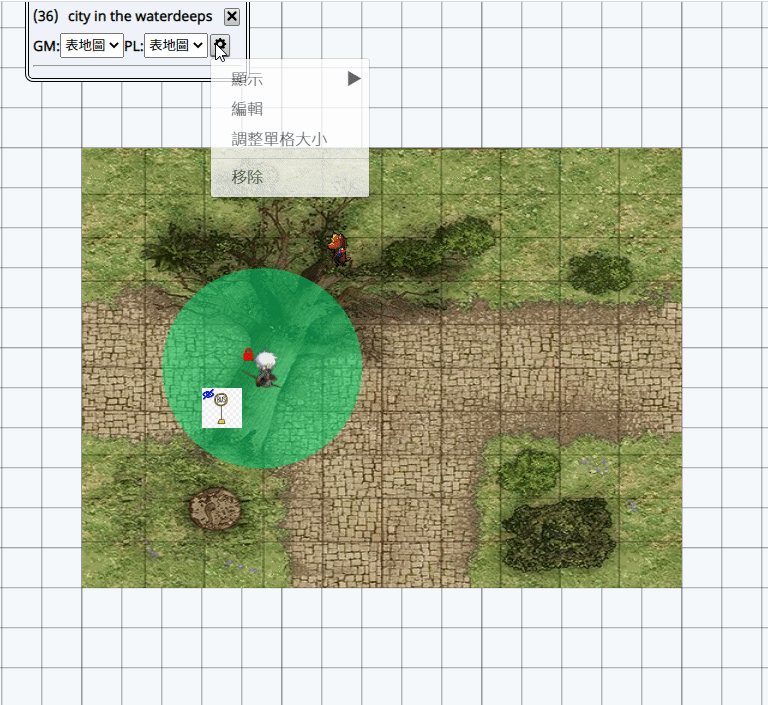 (36) city in the waterdeeps
GM: 表地圖 PL: 表地圖
顯示
編輯
調整單格大小
移除
BUS